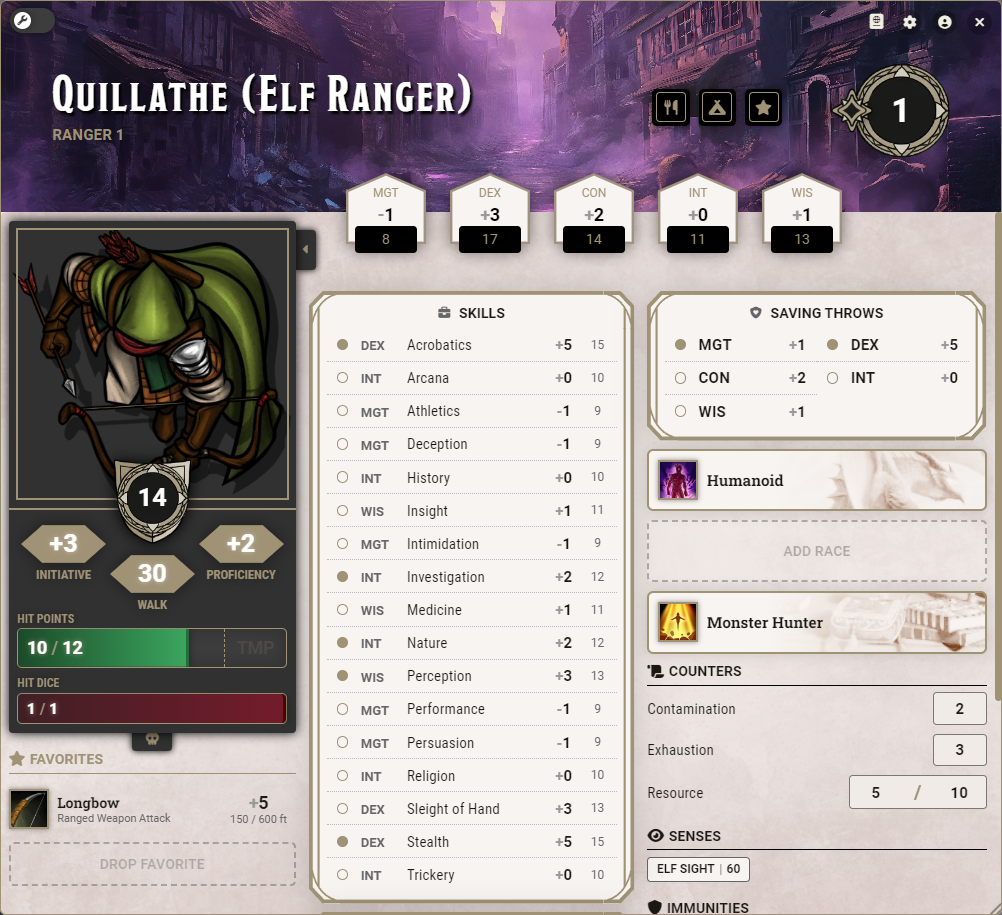 Quillathe (Elf Ranger)
RANGER 1
1
MGT
-1
8
DEX
+3
17
CON
+2
14
INT
+0
11
WIS
+1
13
14
+3
INITIATIVE
30
WALK
+2
PROFICIENCY
HIT POINTS
10 / 12 TMP
HIT DICE
1 / 1
FAVORITES
Longbow +5
Ranged Weapon Attack 150 / 600 ft
DROP FAVORITE
SKILLS
DEX Acrobatics +5 15
INT Arcana +0 10
MGT Athletics -1 9
MGT Deception -1 9
INT History +0 10
WIS Insight +1 11
MGT Intimidation -1 9
INT Investigation +2 12
WIS Medicine +1 11
INT Nature +2 12
WIS Perception +3 13
MGT Performance -1 9
MGT Persuasion -1 9
INT Religion +0 10
DEX Sleight of Hand +3 13
DEX Stealth +5 15
INT Trickery +0 10
SAVING THROWS
MGT +1 DEX +5
CON +2 INT +0
WIS +1
Humanoid
ADD RACE
Monster Hunter
COUNTERS
Contamination 2
Exhaustion 3
Resource 5 / 10
SENSES
ELF SIGHT | 60
IMMUNITIES